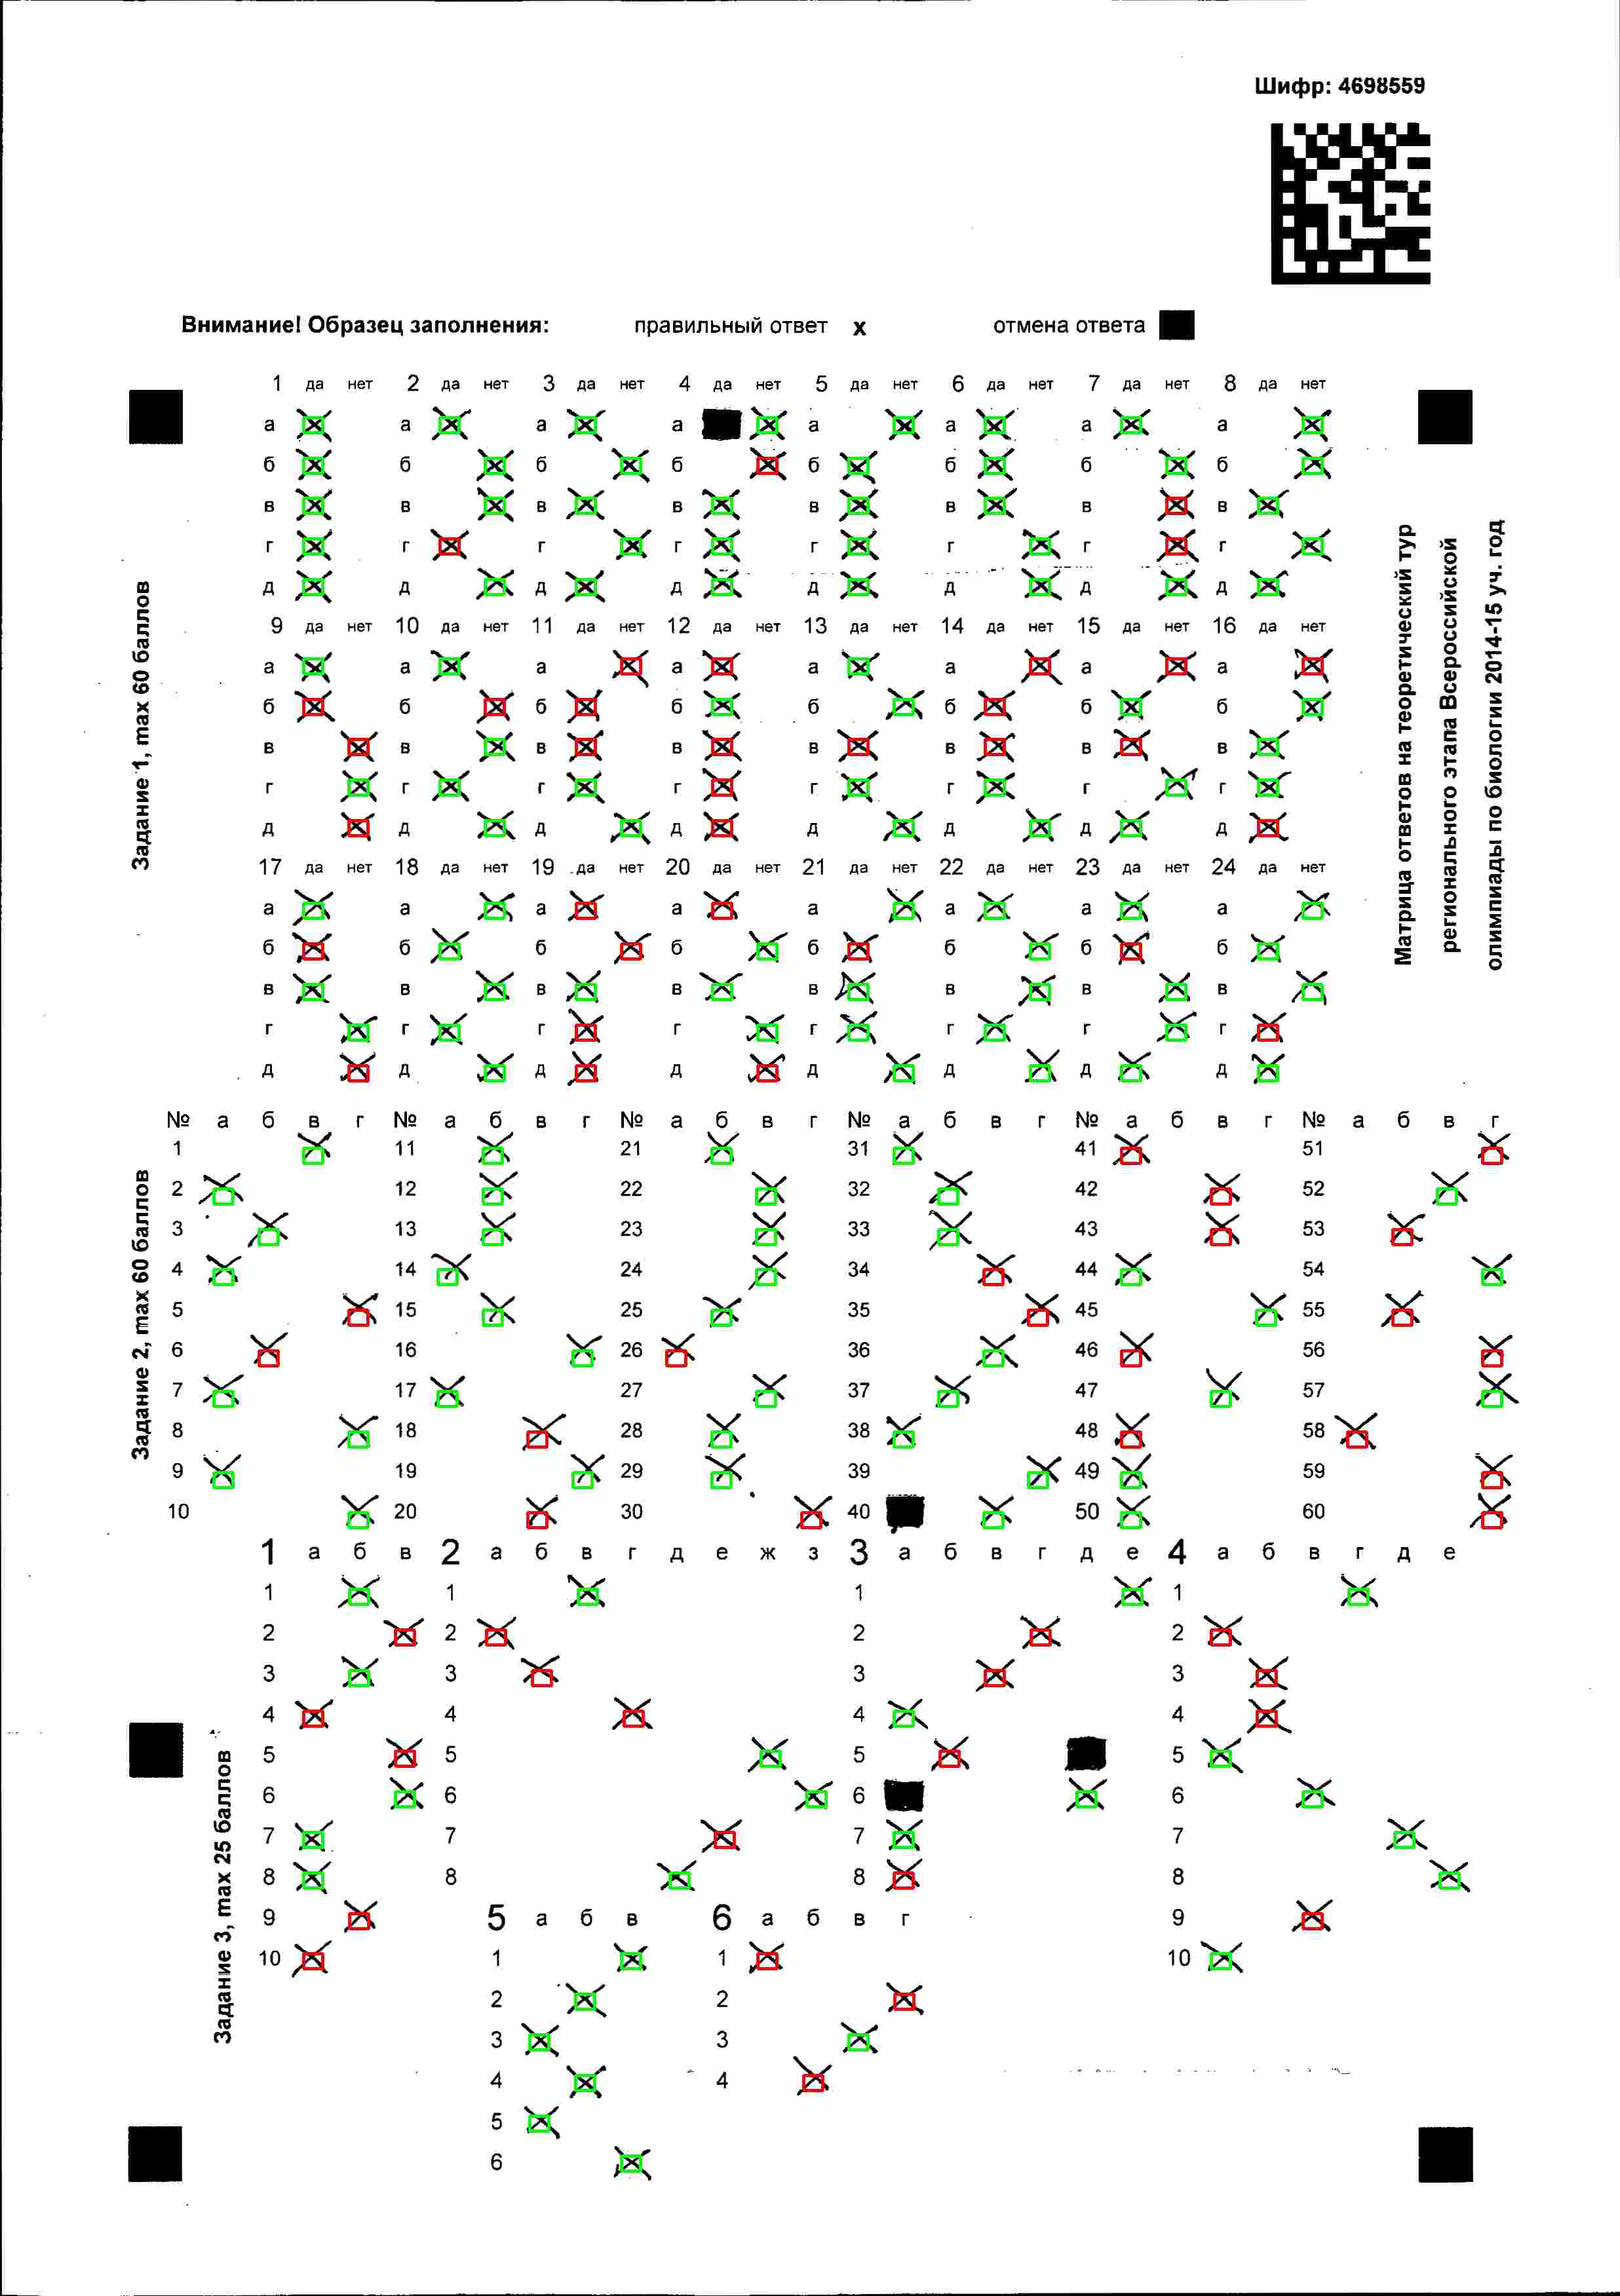 Шифр: 4698559
Внимание! Образец заполнения: правильный ответ x отмена ответа
Матрица ответов на теоретический тур
регионального этапа Всероссийской
олимпиады по биологии 2014-15 уч. год
Задание 1, max 60 баллов
1 да нет 2 да нет 3 да нет 4 да нет 5 да нет 6 да нет 7 да нет 8 да нет
а а а а а а а а
б б б б б б б б
в в в в в в в в
г г г г г г г г
д д д д д д д д
9 да нет 10 да нет 11 да нет 12 да нет 13 да нет 14 да нет 15 да нет 16 да нет
а а а а а а а а
б б б б б б б б
в в в в в в в в
г г г г г г г г
д д д д д д д д
17 да нет 18 да нет 19 да нет 20 да нет 21 да нет 22 да нет 23 да нет 24 да нет
а а а а а а а а
б б б б б б б б
в в в в в в в в
г г г г г г г г
д д д д д д д д
Задание 2, max 60 баллов
№ а б в г № а б в г № а б в г № а б в г № а б в г № а б в г
1 11 21 31 41 51
2 12 22 32 42 52
3 13 23 33 43 53
4 14 24 34 44 54
5 15 25 35 45 55
6 16 26 36 46 56
7 17 27 37 47 57
8 18 28 38 48 58
9 19 29 39 49 59
10 20 30 40 50 60
Задание 3, max 25 баллов
1 а б в 2 а б в г д е ж з 3 а б в г д е 4 а б в г д е
1 1 1 1
2 2 2 2
3 3 3 3
4 4 4 4
5 5 5 5
6 6 6 6
7 7 7 7
8 8 8 8
9 5 а б в 6 а б в г 9
10 1 1 10
2 2
3 3
4 4
5
6